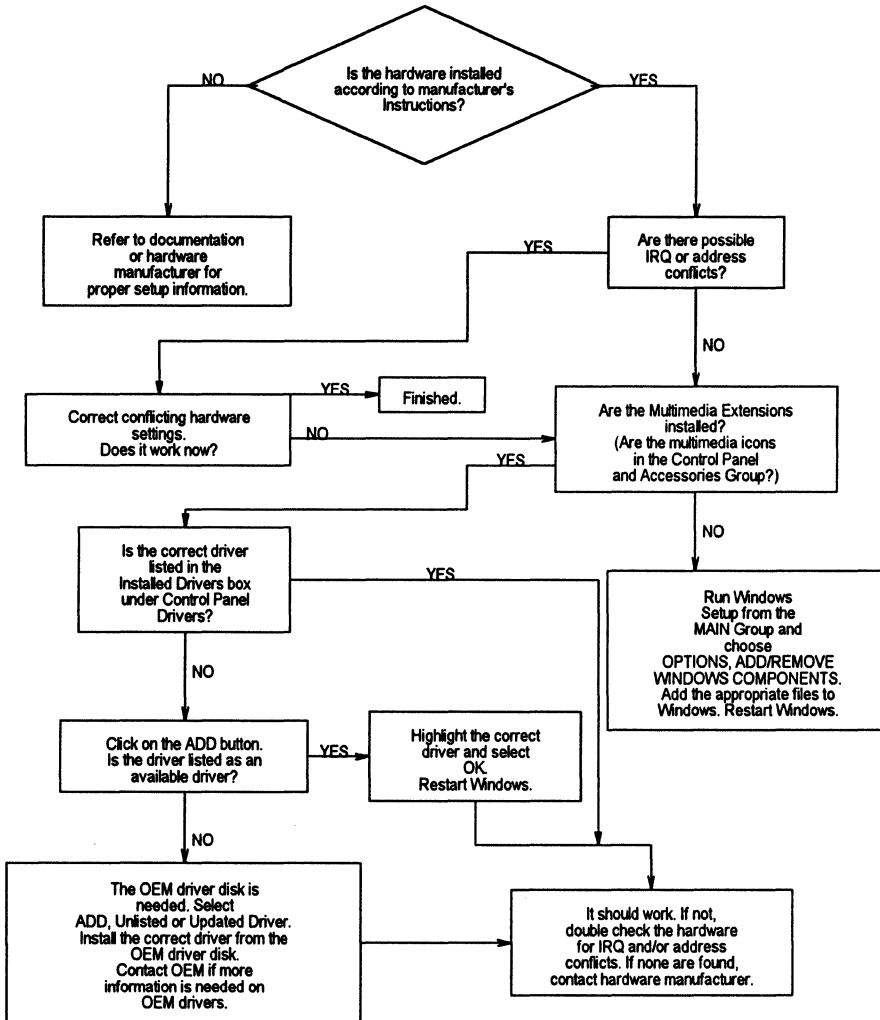 Is the hardware installed
according to manufacturer's
Instructions?
NO
YES
Refer to documentation
or hardware
manufacturer for
proper setup information.
Are there possible
IRQ or address
conflicts?
YES
NO
Correct conflicting hardware
settings.
Does it work now?
YES
Finished.
NO
Are the Multimedia Extensions
installed?
(Are the multimedia icons
in the Control Panel
and Accessories Group?)
YES
NO
Is the correct driver
listed in the
Installed Drivers box
under Control Panel
Drivers?
YES
NO
Run Windows
Setup from the
MAIN Group and
choose
OPTIONS, ADD/REMOVE
WINDOWS COMPONENTS.
Add the appropriate files to
Windows. Restart Windows.
Click on the ADD button.
Is the driver listed as an
available driver?
YES
Highlight the correct
driver and select
OK.
Restart Windows.
NO
The OEM driver disk is
needed. Select
ADD, Unlisted or Updated Driver.
Install the correct driver from the
OEM driver disk.
Contact OEM if more
information is needed on
OEM drivers.
It should work. If not,
double check the hardware
for IRQ and/or address
conflicts. If none are found,
contact hardware manufacturer.